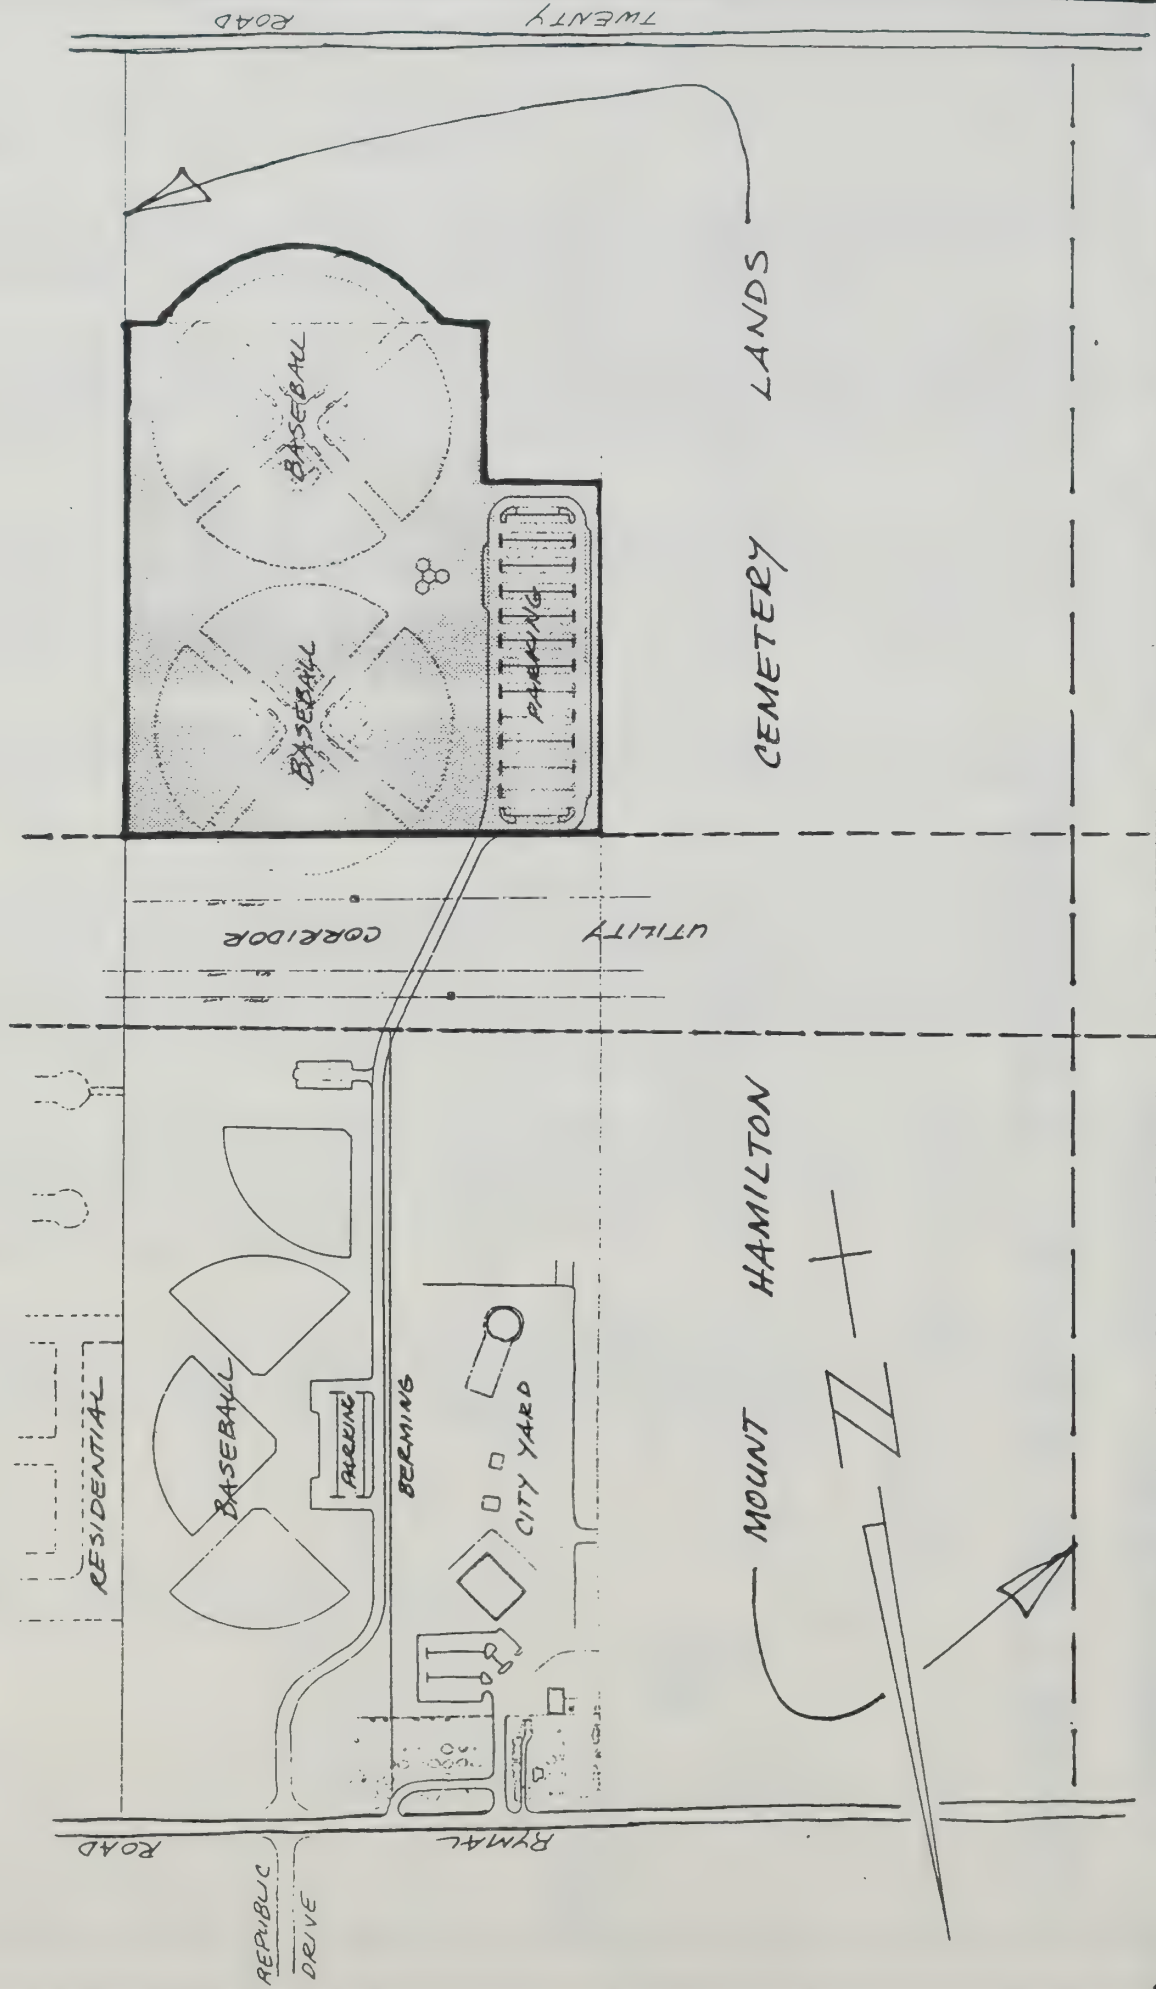 TWENTY ROAD
BASEBALL
BASEBALL
PARKING
UTILITY CORRIDOR
RESIDENTIAL
BASEBALL
PARKING
BERMING
CITY YARD
MOUNT HAMILTON CEMETERY LANDS
N
RYMAL ROAD
REPUBLIC
DRIVE